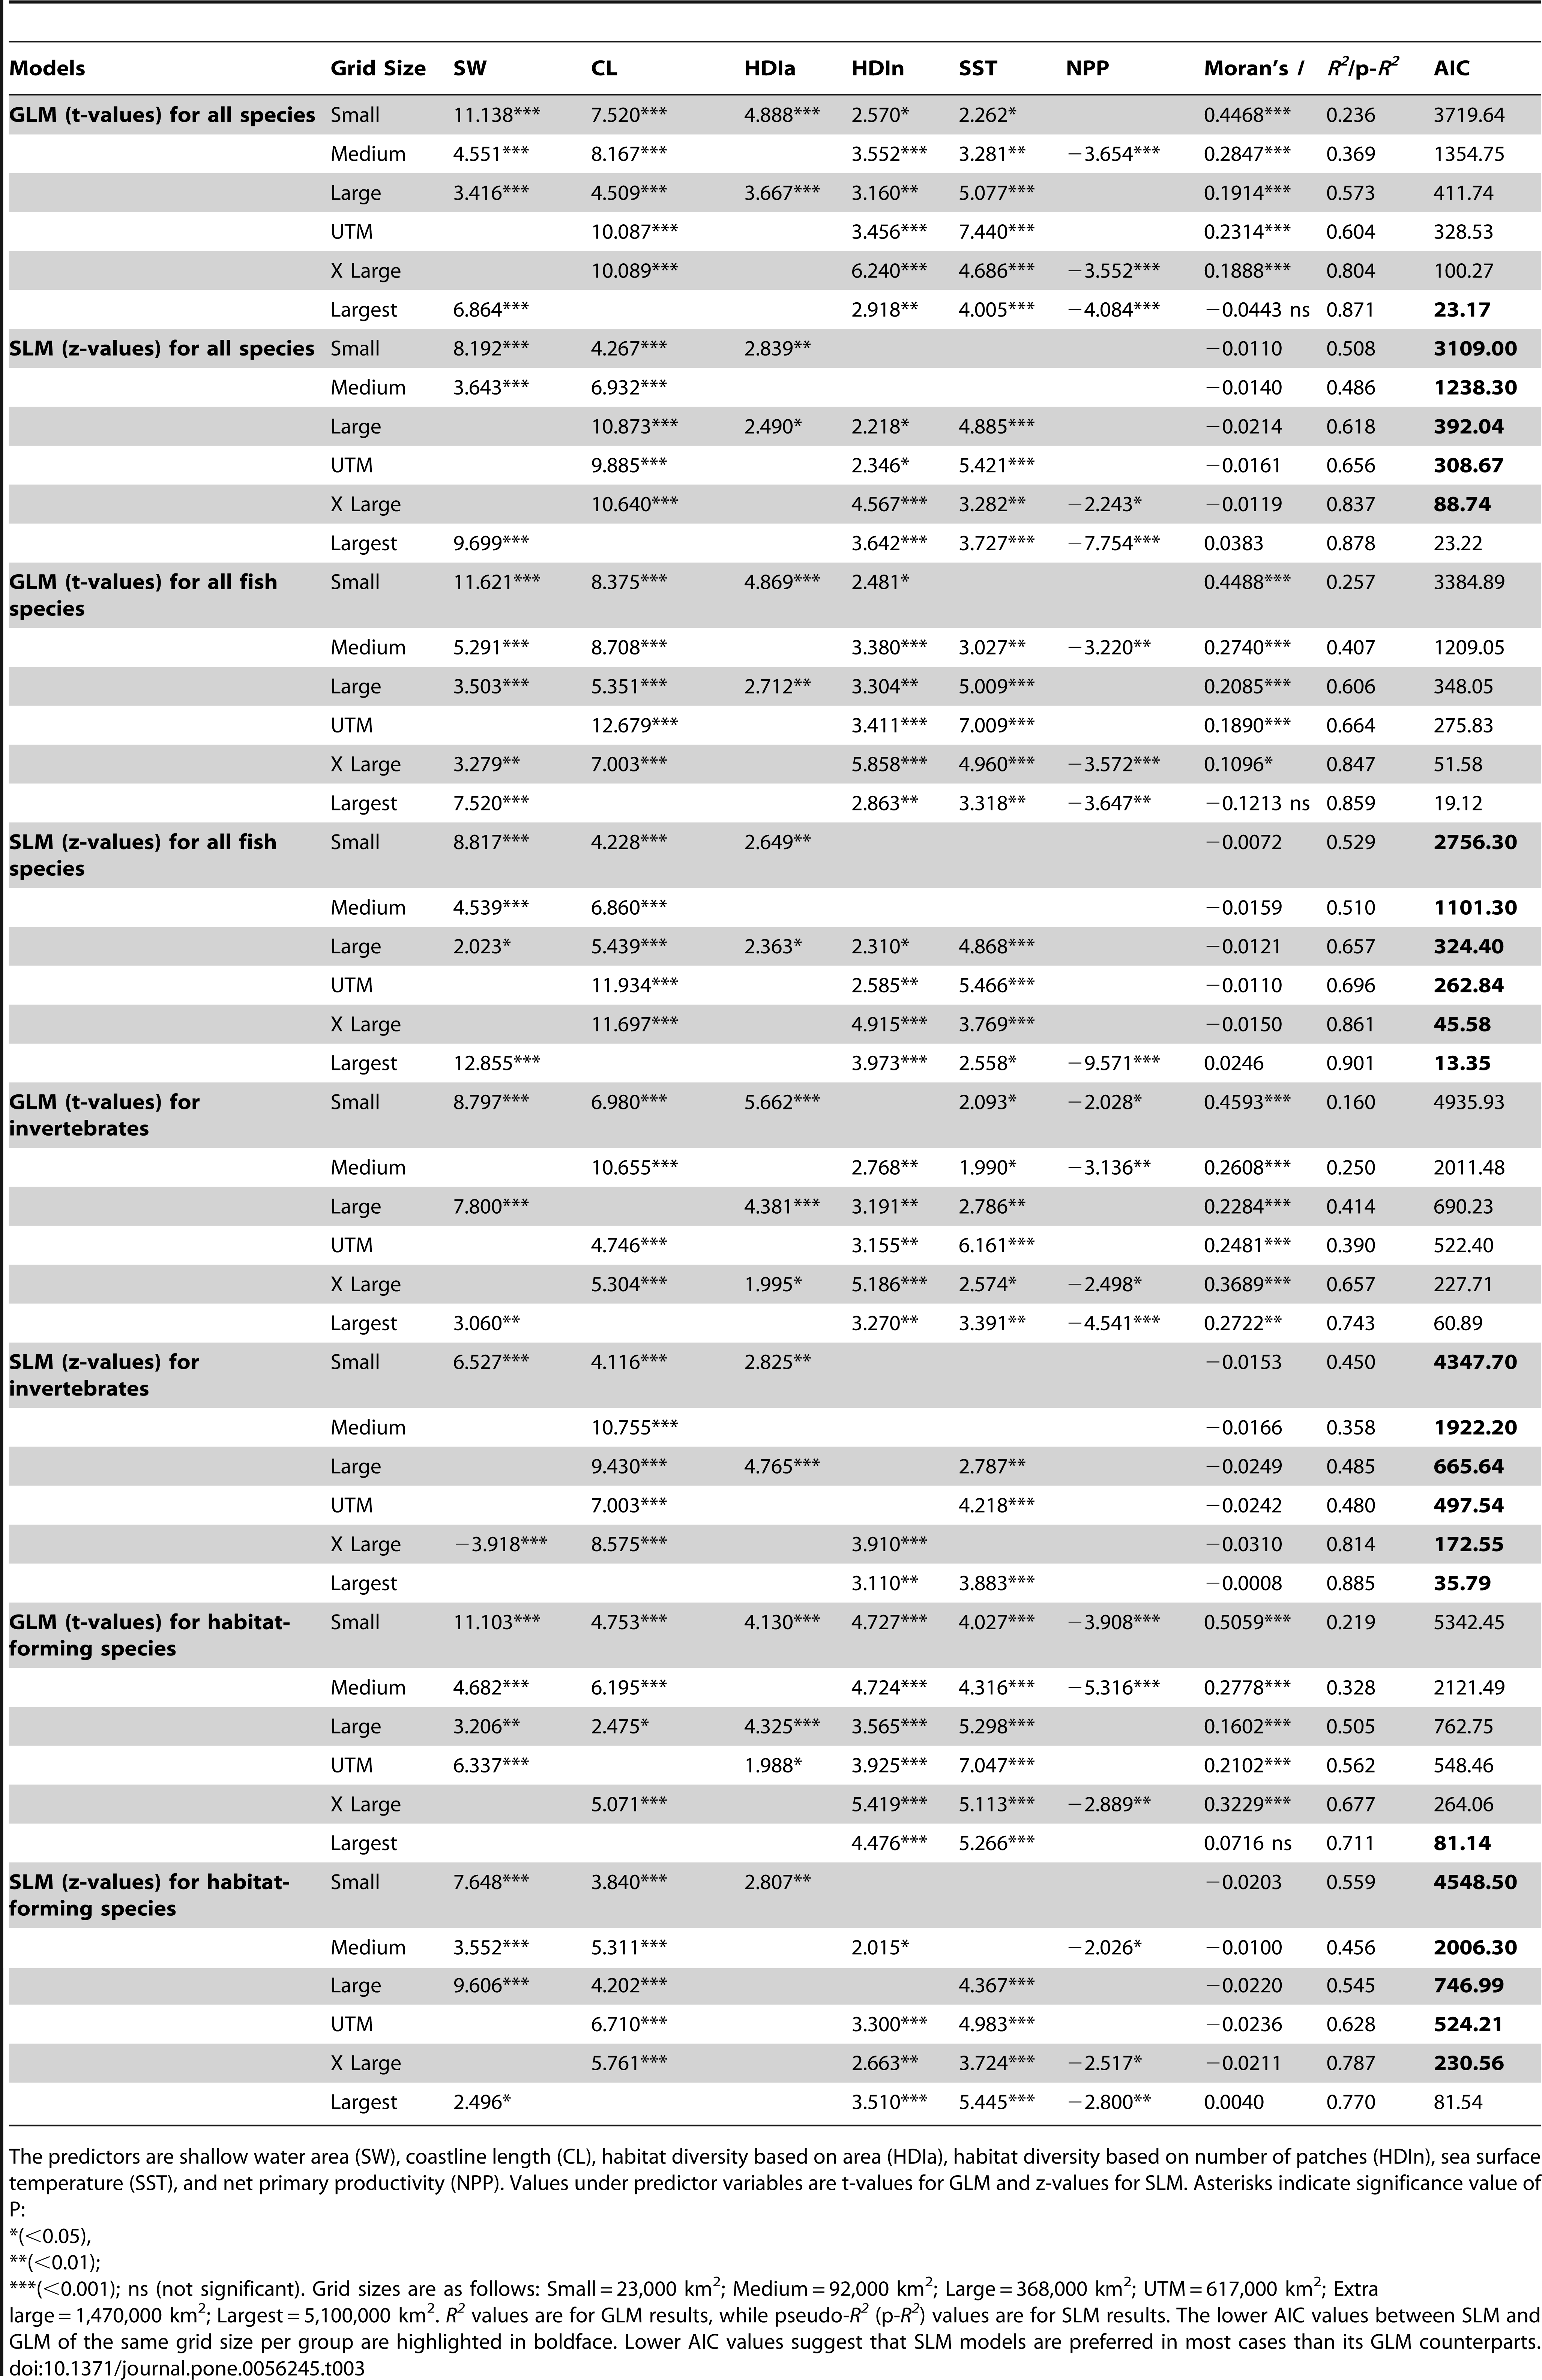 Models Grid Size SW CL HDIa HDIn SST NPP Moran's I R²/p-R² AIC
GLM (t-values) for all species Small 11.138*** 7.520*** 4.888*** 2.570* 2.262* 0.4468*** 0.236 3719.64
Medium 4.551*** 8.167*** 3.552*** 3.281** −3.654*** 0.2847*** 0.369 1354.75
Large 3.416*** 4.509*** 3.667*** 3.160** 5.077*** 0.1914*** 0.573 411.74
UTM 10.087*** 3.456*** 7.440*** 0.2314*** 0.604 328.53
X Large 10.089*** 6.240*** 4.686*** −3.552*** 0.1888*** 0.804 100.27
Largest 6.864*** 2.918** 4.005*** −4.084*** −0.0443 ns 0.871 23.17
SLM (z-values) for all species Small 8.192*** 4.267*** 2.839** −0.0110 0.508 3109.00
Medium 3.643*** 6.932*** −0.0140 0.486 1238.30
Large 10.873*** 2.490* 2.218* 4.885*** −0.0214 0.618 392.04
UTM 9.885*** 2.346* 5.421*** −0.0161 0.656 308.67
X Large 10.640*** 4.567*** 3.282** −2.243* −0.0119 0.837 88.74
Largest 9.699*** 3.642*** 3.727*** −7.754*** 0.0383 0.878 23.22
GLM (t-values) for all fish Small 11.621*** 8.375*** 4.869*** 2.481* 0.4488*** 0.257 3384.89
species
Medium 5.291*** 8.708*** 3.380*** 3.027** −3.220** 0.2740*** 0.407 1209.05
Large 3.503*** 5.351*** 2.712** 3.304** 5.009*** 0.2085*** 0.606 348.05
UTM 12.679*** 3.411*** 7.009*** 0.1890*** 0.664 275.83
X Large 3.279** 7.003*** 5.858*** 4.960*** −3.572*** 0.1096* 0.847 51.58
Largest 7.520*** 2.863** 3.318** −3.647** −0.1213 ns 0.859 19.12
SLM (z-values) for all fish Small 8.817*** 4.228*** 2.649** −0.0072 0.529 2756.30
species
Medium 4.539*** 6.860*** −0.0159 0.510 1101.30
Large 2.023* 5.439*** 2.363* 2.310* 4.868*** −0.0121 0.657 324.40
UTM 11.934*** 2.585** 5.466*** −0.0110 0.696 262.84
X Large 11.697*** 4.915*** 3.769*** −0.0150 0.861 45.58
Largest 12.855*** 3.973*** 2.558* −9.571*** 0.0246 0.901 13.35
GLM (t-values) for Small 8.797*** 6.980*** 5.662*** 2.093* −2.028* 0.4593*** 0.160 4935.93
invertebrates
Medium 10.655*** 2.768** 1.990* −3.136** 0.2608*** 0.250 2011.48
Large 7.800*** 4.381*** 3.191** 2.786** 0.2284*** 0.414 690.23
UTM 4.746*** 3.155** 6.161*** 0.2481*** 0.390 522.40
X Large 5.304*** 1.995* 5.186*** 2.574* −2.498* 0.3689*** 0.657 227.71
Largest 3.060** 3.270** 3.391** −4.541*** 0.2722** 0.743 60.89
SLM (z-values) for Small 6.527*** 4.116*** 2.825** −0.0153 0.450 4347.70
invertebrates
Medium 10.755*** −0.0166 0.358 1922.20
Large 9.430*** 4.765*** 2.787** −0.0249 0.485 665.64
UTM 7.003*** 4.218*** −0.0242 0.480 497.54
X Large −3.918*** 8.575*** 3.910*** −0.0310 0.814 172.55
Largest 3.110** 3.883*** −0.0008 0.885 35.79
GLM (t-values) for habitat- Small 11.103*** 4.753*** 4.130*** 4.727*** 4.027*** −3.908*** 0.5059*** 0.219 5342.45
forming species
Medium 4.682*** 6.195*** 4.724*** 4.316*** −5.316*** 0.2778*** 0.328 2121.49
Large 3.206** 2.475* 4.325*** 3.565*** 5.298*** 0.1602*** 0.505 762.75
UTM 6.337*** 1.988* 3.925*** 7.047*** 0.2102*** 0.562 548.46
X Large 5.071*** 5.419*** 5.113*** −2.889** 0.3229*** 0.677 264.06
Largest 4.476*** 5.266*** 0.0716 ns 0.711 81.14
SLM (z-values) for habitat- Small 7.648*** 3.840*** 2.807** −0.0203 0.559 4548.50
forming species
Medium 3.552*** 5.311*** 2.015* −2.026* −0.0100 0.456 2006.30
Large 9.606*** 4.202*** 4.367*** −0.0220 0.545 746.99
UTM 6.710*** 3.300*** 4.983*** −0.0236 0.628 524.21
X Large 5.761*** 2.663** 3.724*** −2.517* −0.0211 0.787 230.56
Largest 2.496* 3.510*** 5.445*** −2.800** 0.0040 0.770 81.54
The predictors are shallow water area (SW), coastline length (CL), habitat diversity based on area (HDIa), habitat diversity based on number of patches (HDIn), sea surface
temperature (SST), and net primary productivity (NPP). Values under predictor variables are t-values for GLM and z-values for SLM. Asterisks indicate significance value of
P:
*(<0.05),
**(<0.01);
***(<0.001); ns (not significant). Grid sizes are as follows: Small = 23,000 km²; Medium = 92,000 km²; Large = 368,000 km²; UTM = 617,000 km²; Extra
large = 1,470,000 km²; Largest = 5,100,000 km². R² values are for GLM results, while pseudo-R² (p-R²) values are for SLM results. The lower AIC values between SLM and
GLM of the same grid size per group are highlighted in boldface. Lower AIC values suggest that SLM models are preferred in most cases than its GLM counterparts.
doi:10.1371/journal.pone.0056245.t003